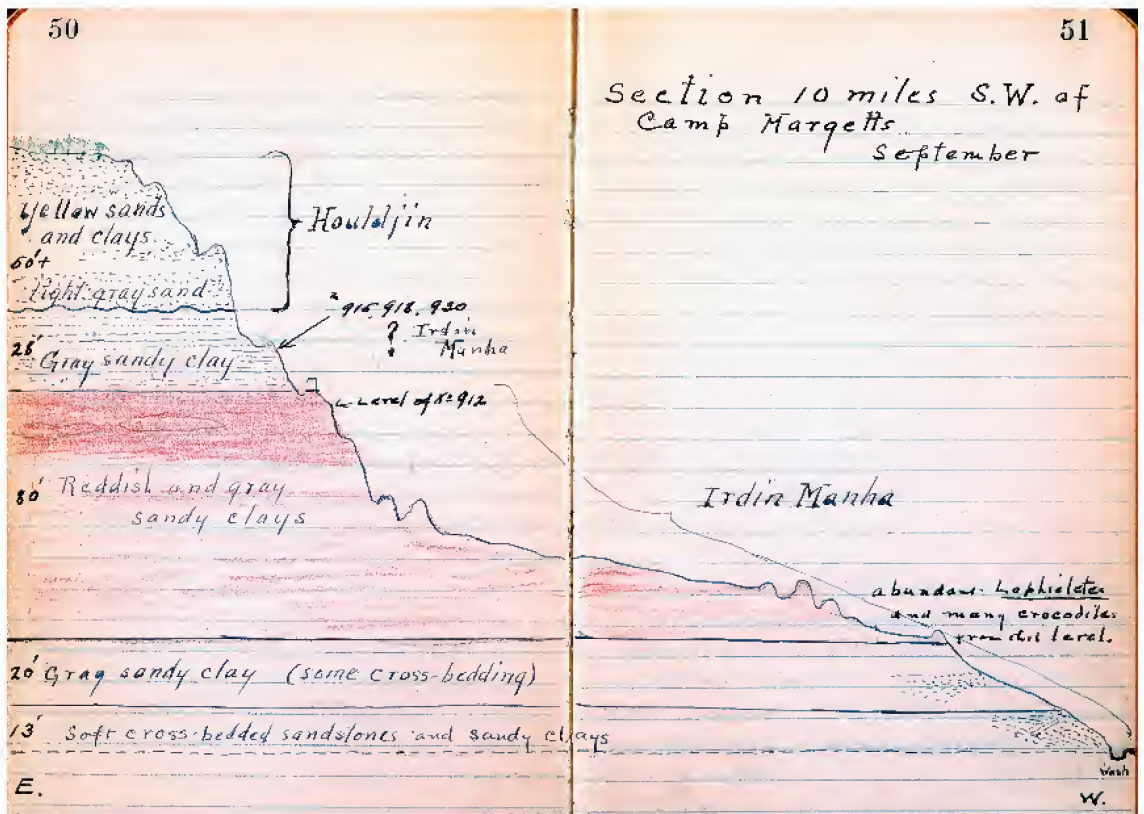 50
Yellow sands
and clays.
60'+
Light gray sand
Houldjin
915, 918, 930
? Irdin
Manha
25' Gray sandy clay
Level of No 912
80' Reddish and gray
sandy clays
20' Gray sandy clay (some cross-bedding)
13' Soft cross-bedded sandstones and sandy clays
E.
51
Section 10 miles S.W. of
Camp Margetts
September
Irdin Manha
abundant Lophialetes
and many crocodiles
from this level.
Wash
W.